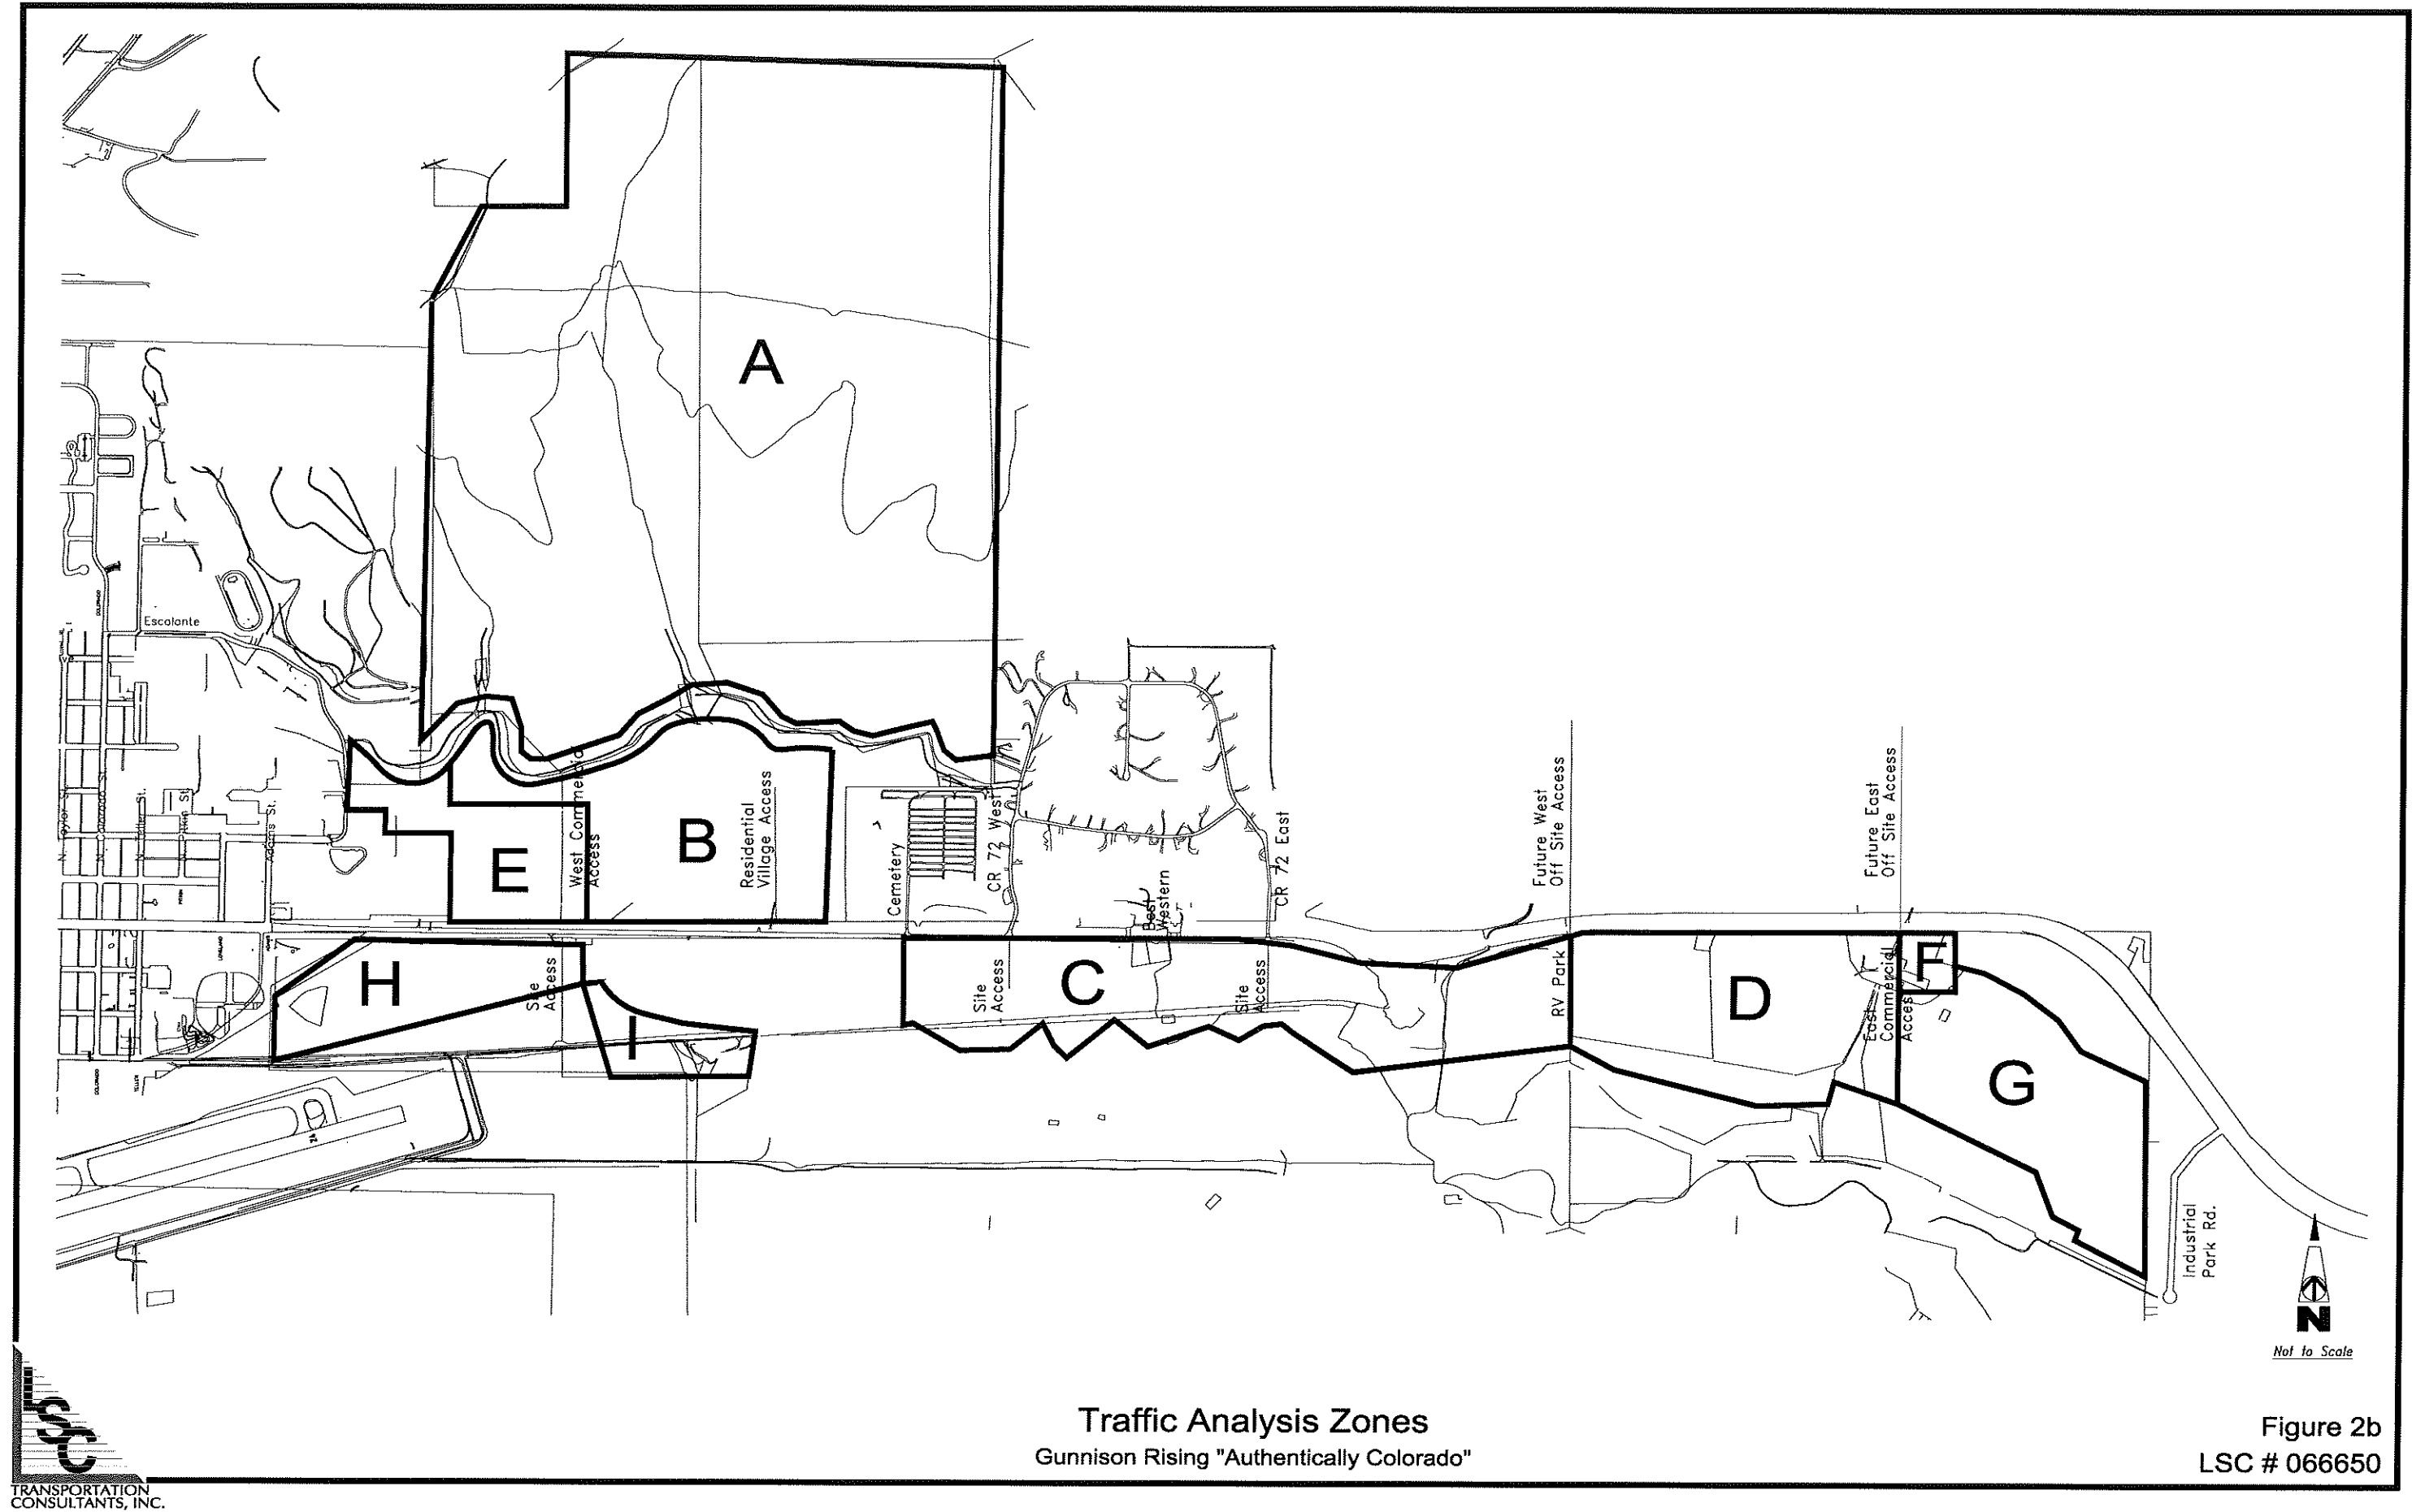 A
Escalante
West Commercial
Access
B
Residential
Village Access
E
Cemetery
CR 72 West
Best
Western
CR 72 East
Future West
Off Site Access
Future East
Off Site Access
Adams St.
H
Site
Access
I
Site
Access
C
Site
Access
RV Park
D
East
Commercial
Access
F
G
Industrial
Park Rd.
N
Not to Scale
LSC
TRANSPORTATION
CONSULTANTS, INC.
Traffic Analysis Zones
Gunnison Rising "Authentically Colorado"
Figure 2b
LSC # 066650